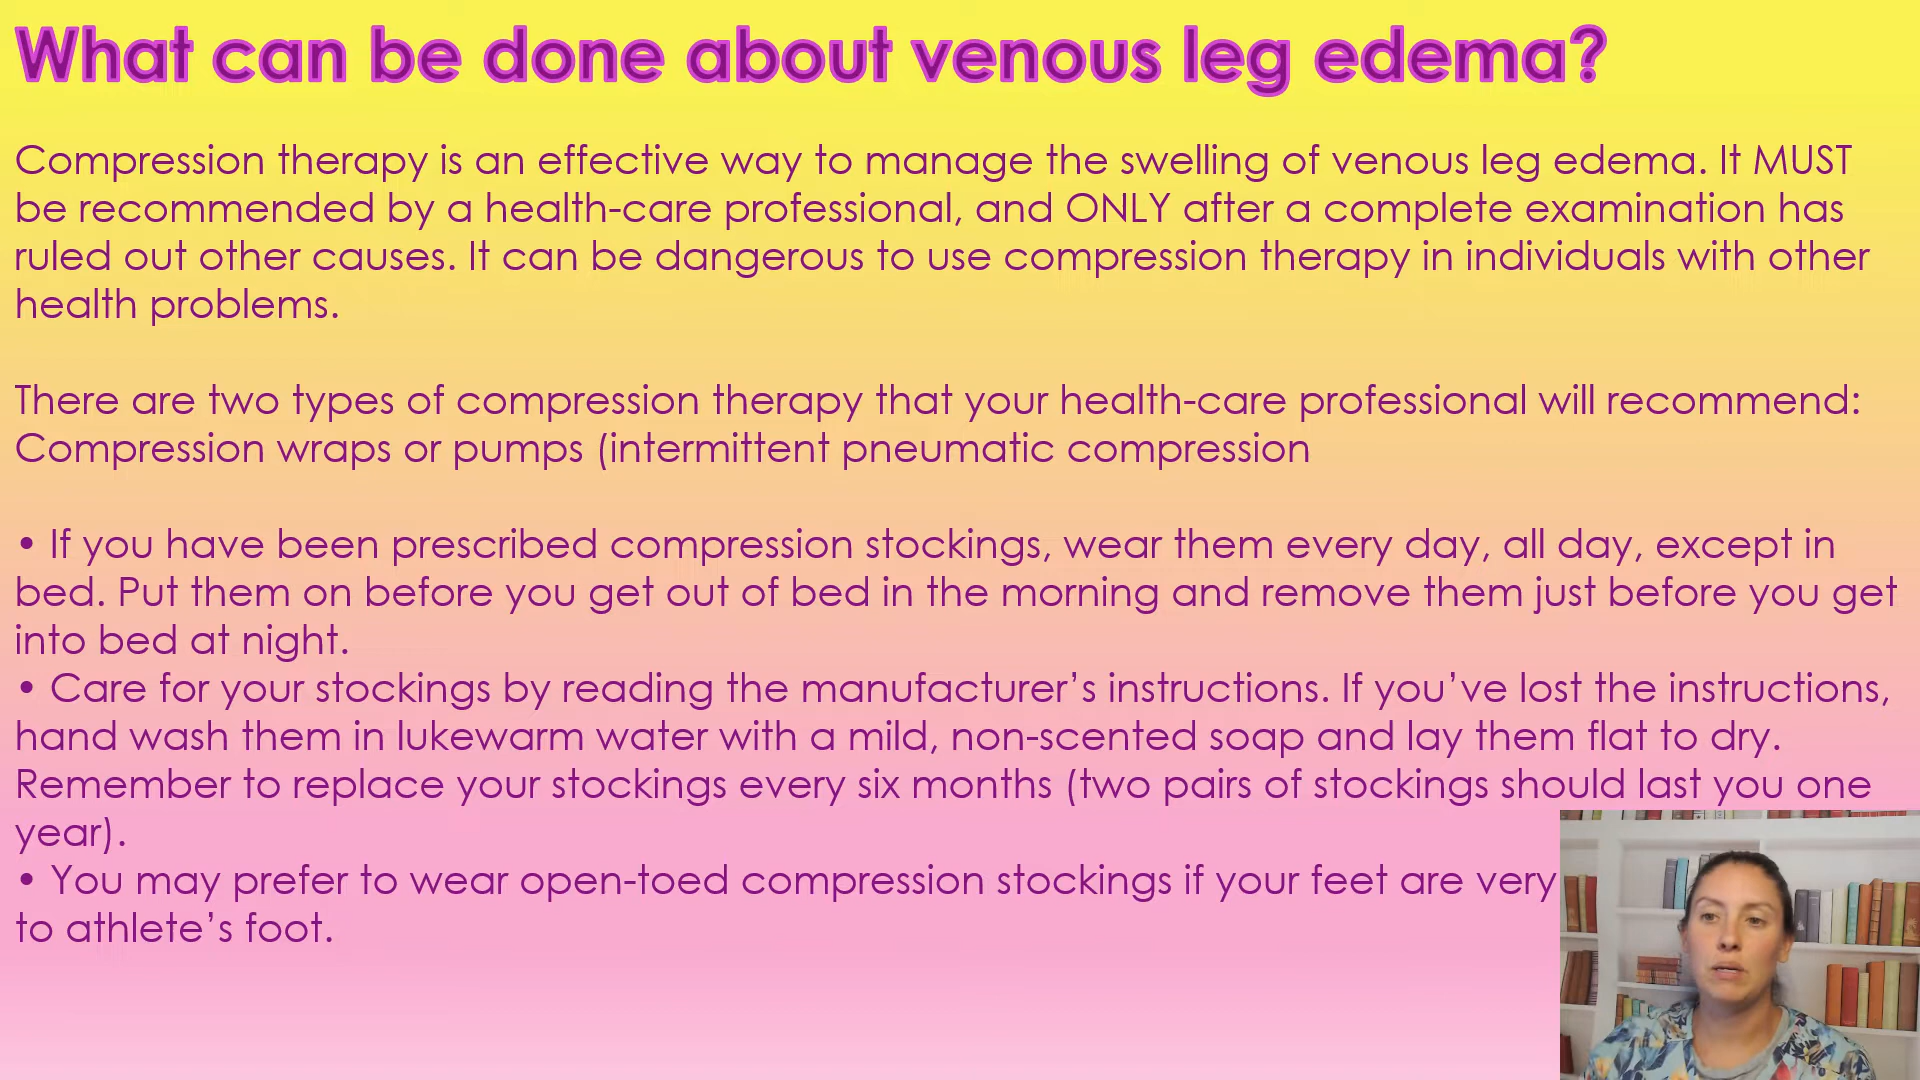 What can be done about venous leg edema?
Compression therapy is an effective way to manage the swelling of venous leg edema. It MUST
be recommended by a health-care professional, and ONLY after a complete examination has
ruled out other causes. It can be dangerous to use compression therapy in individuals with other
health problems.
There are two types of compression therapy that your health-care professional will recommend:
Compression wraps or pumps (intermittent pneumatic compression
• If you have been prescribed compression stockings, wear them every day, all day, except in
bed. Put them on before you get out of bed in the morning and remove them just before you get
into bed at night.
• Care for your stockings by reading the manufacturer’s instructions. If you’ve lost the instructions,
hand wash them in lukewarm water with a mild, non-scented soap and lay them flat to dry.
Remember to replace your stockings every six months (two pairs of stockings should last you one
year).
• You may prefer to wear open-toed compression stockings if your feet are very
to athlete’s foot.